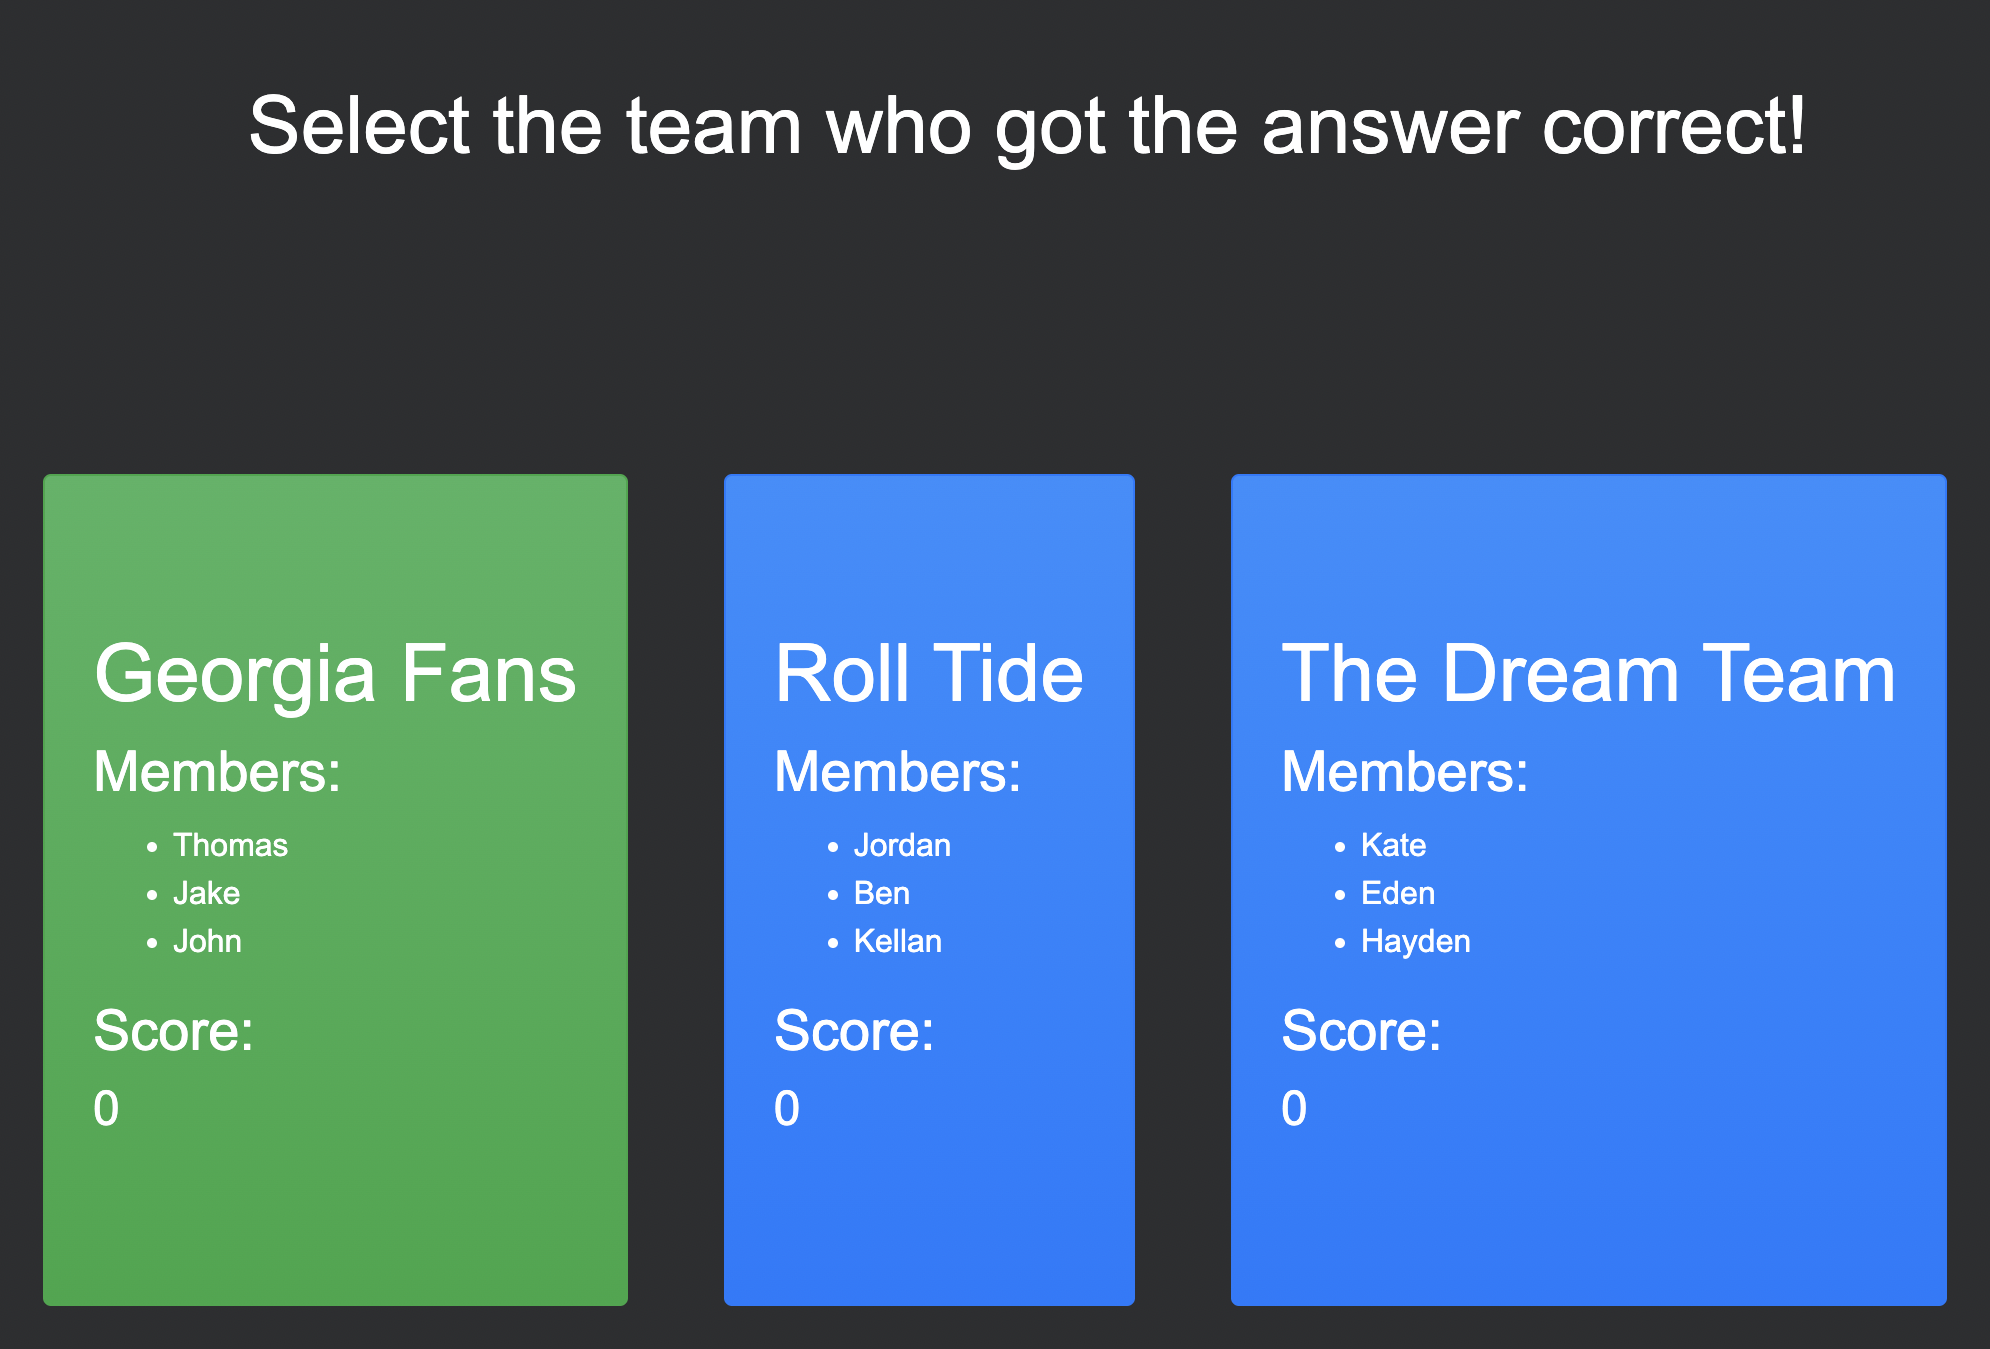 Select the team who got the answer correct!
Georgia Fans
Members:
• Thomas
• Jake
• John
Score:
0
Roll Tide
Members:
• Jordan
• Ben
• Kellan
Score:
0
The Dream Team
Members:
• Kate
• Eden
• Hayden
Score:
0